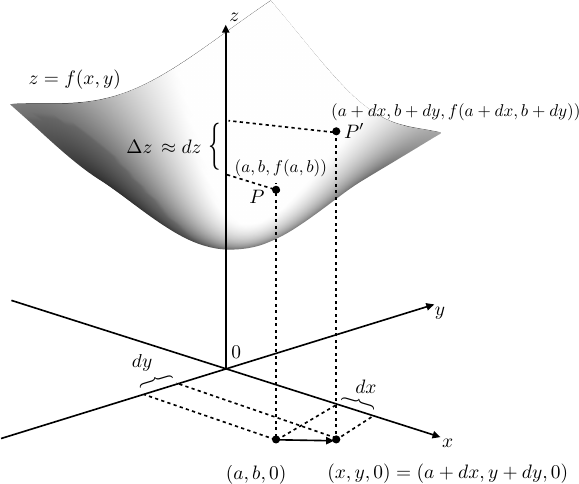 z
z = f(x, y)
(a + dx, b + dy, f(a + dx, b + dy))
P′
Δz ≈ dz
(a, b, f(a, b))
P
y
0
dy
dx
x
(a, b, 0)
(x, y, 0) = (a + dx, y + dy, 0)